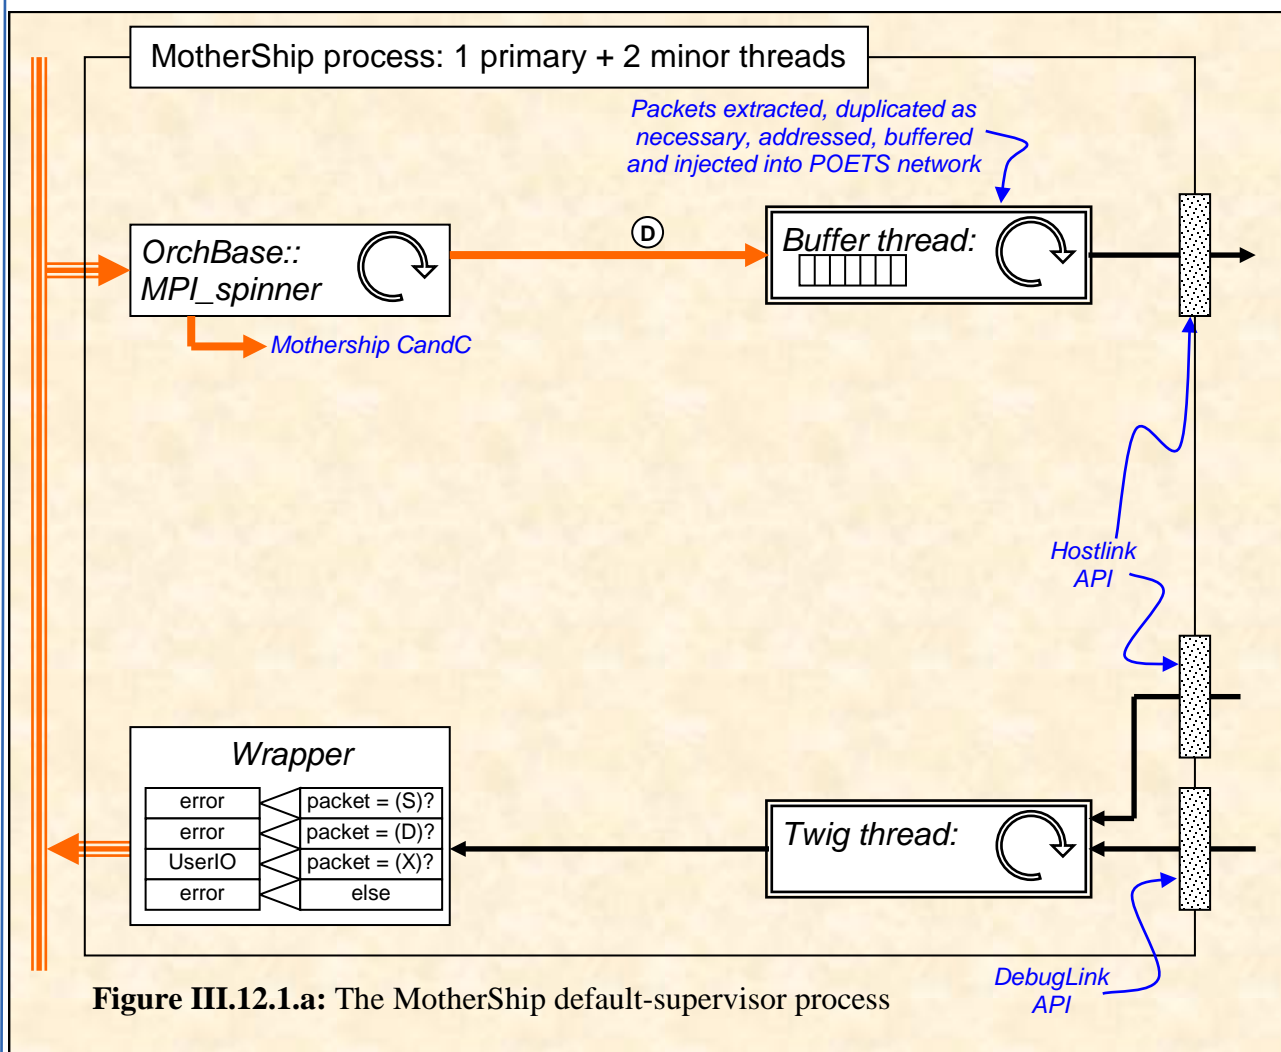 MotherShip process: 1 primary + 2 minor threads
Packets extracted, duplicated as
necessary, addressed, buffered
and injected into POETS network
OrchBase::
MPI_spinner
D
Buffer thread:
Mothership CandC
Hostlink
API
Wrapper
error packet = (S)?
error packet = (D)?
UserIO packet = (X)?
error else
Twig thread:
DebugLink
API
Figure III.12.1.a: The MotherShip default-supervisor process